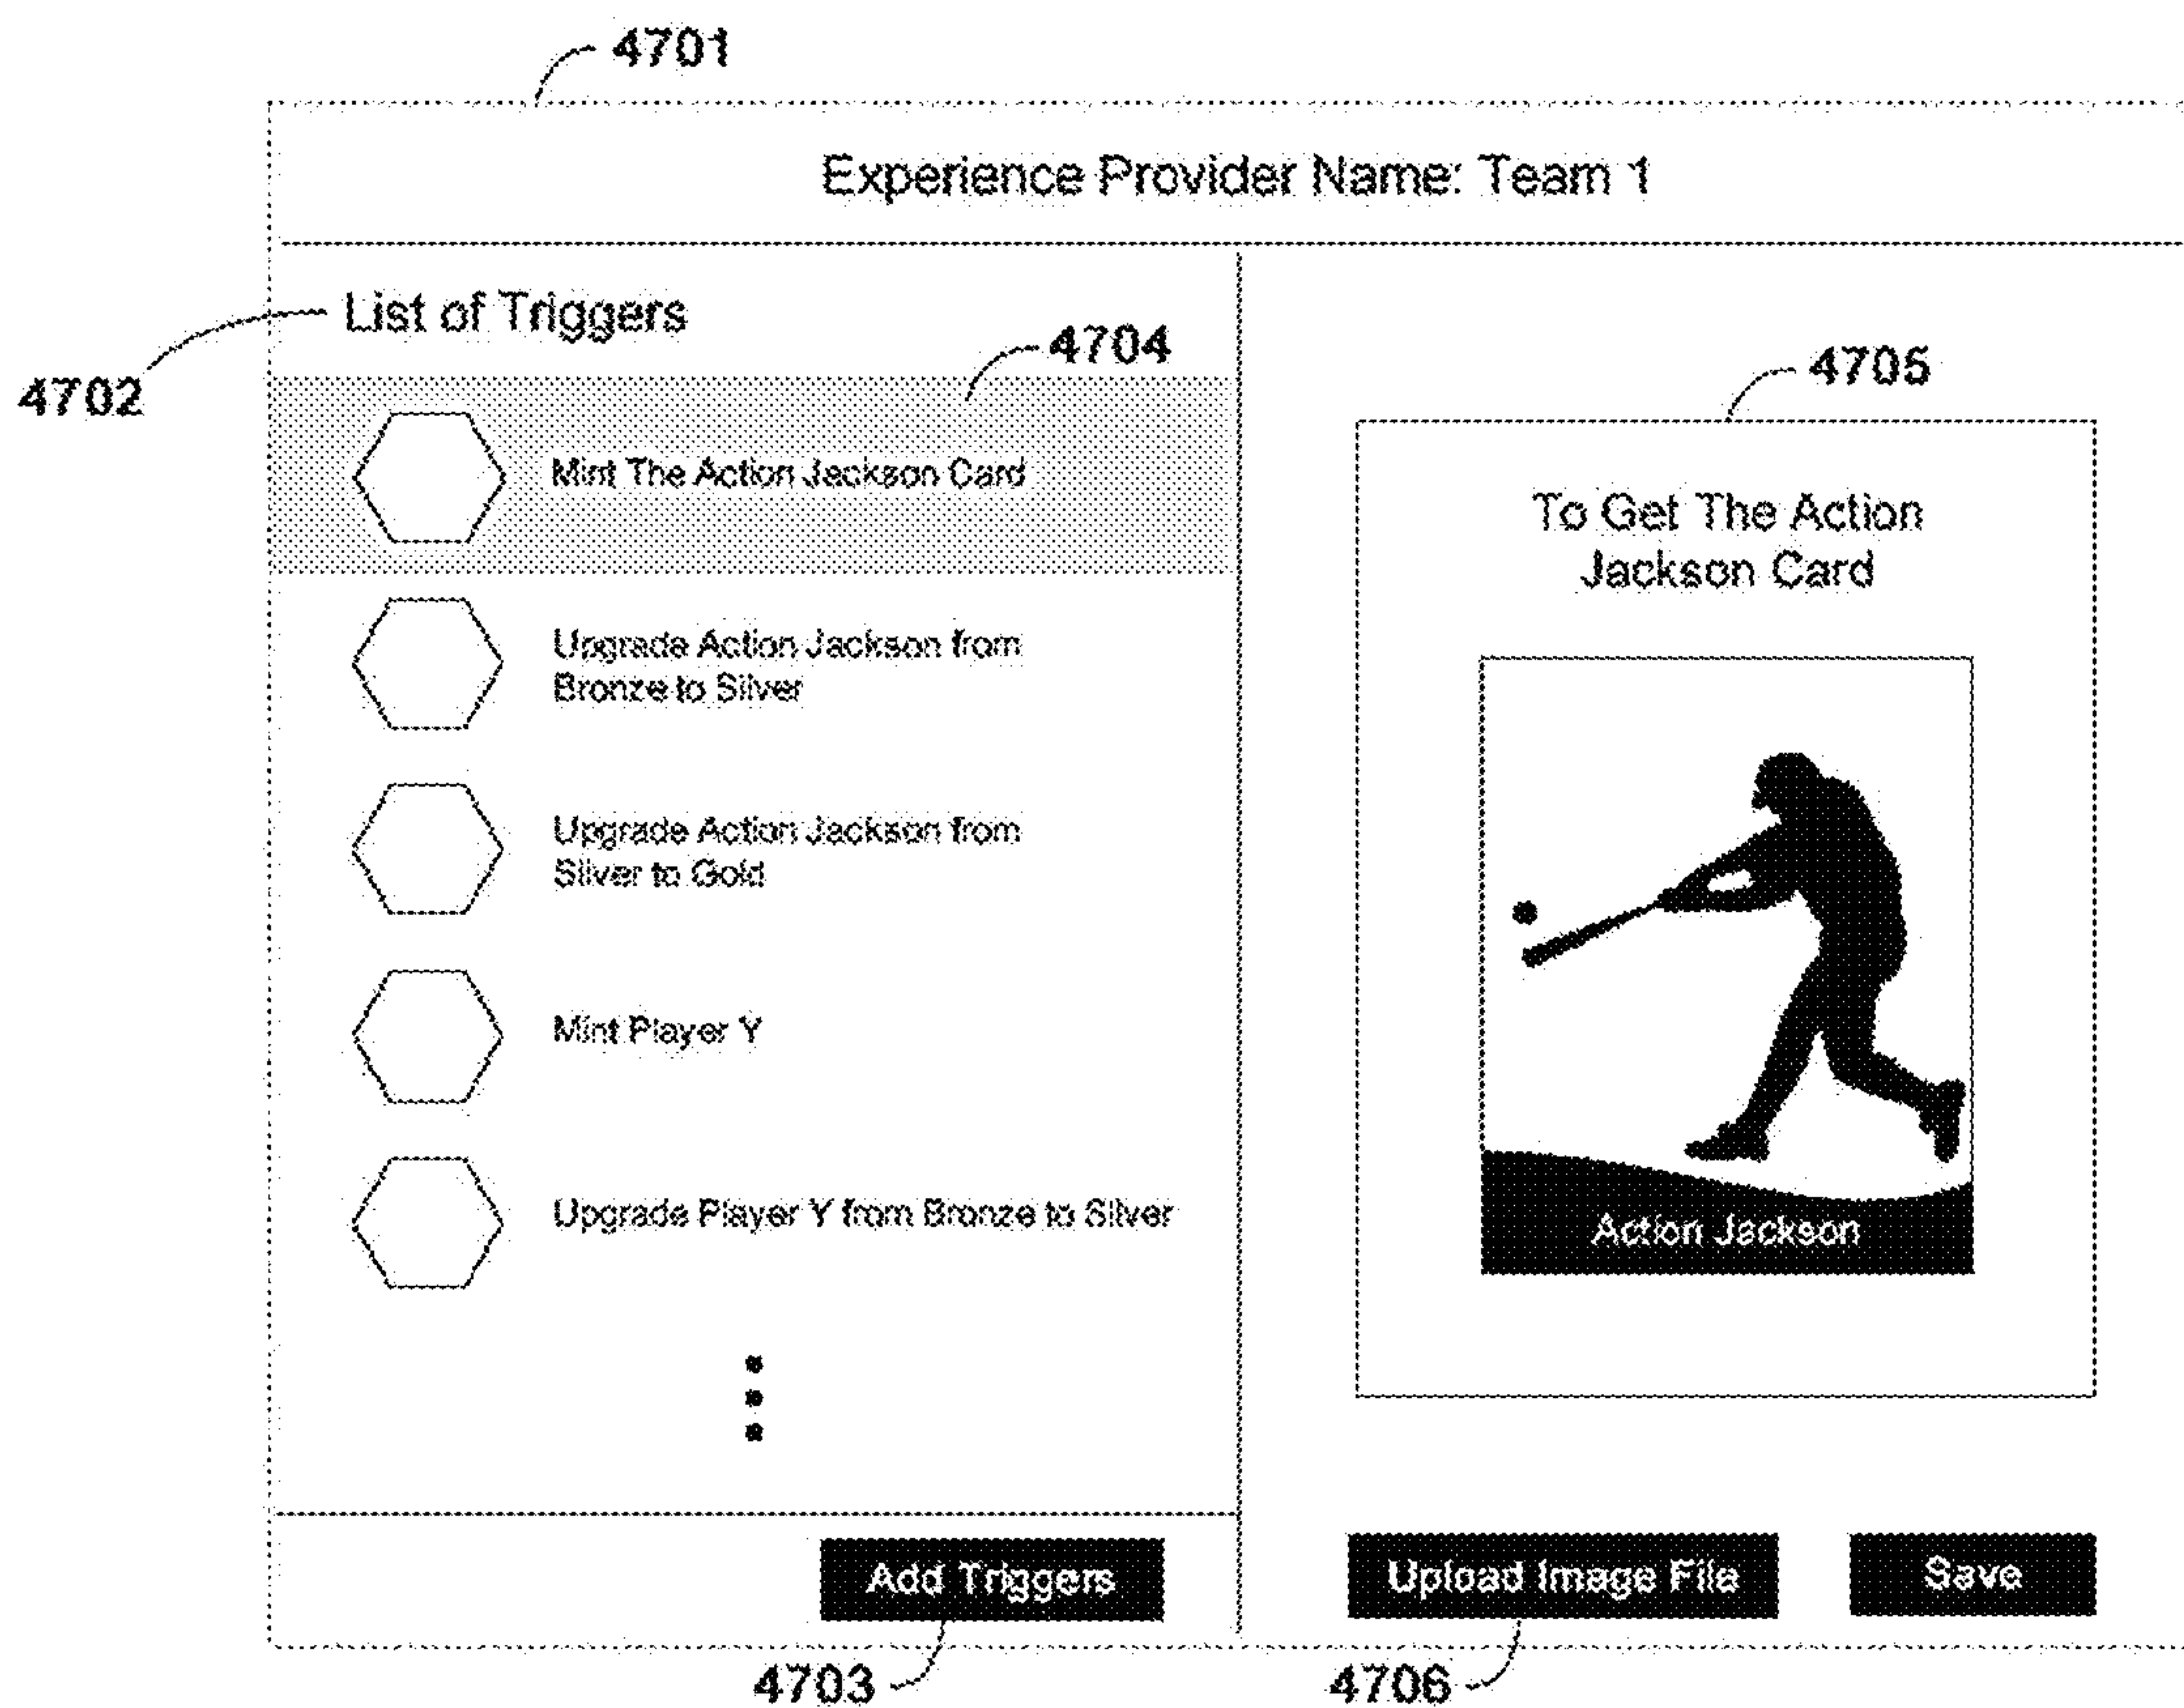 4701
Experience Provider Name: Team 1
List of Triggers
4702
4704
Mint The Action Jackson Card
Upgrade Action Jackson from
Bronze to Silver
Upgrade Action Jackson from
Silver to Gold
Mint Player Y
Upgrade Player Y from Bronze to Silver
Add Triggers
4703
4705
To Get The Action
Jackson Card
Action Jackson
Upload Image File
Save
4706